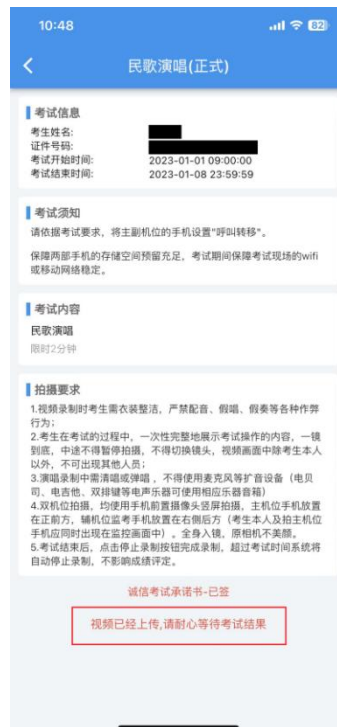 10:48
82
民歌演唱(正式)
考试信息
考生姓名:
证件号码:
考试开始时间: 2023-01-01 09:00:00
考试结束时间: 2023-01-08 23:59:59
考试须知
请依据考试要求，将主副机位的手机设置"呼叫转移"。
保障两部手机的存储空间预留充足，考试期间保障考试现场的wifi
或移动网络稳定。
考试内容
民歌演唱
限时2分钟
拍摄要求
1.视频录制时考生需衣装整洁，严禁配音、假唱、假奏等各种作弊
行为;
2.考生在考试的过程中，一次性完整地展示考试操作的内容，一镜
到底，中途不得暂停拍摄，不得切换镜头，视频画面中除考生本人
以外，不可出现其他人员;
3.演唱录制中需清唱或弹唱，不得使用麦克风等扩音设备（电贝
司、电吉他、双排键等电声乐器可使用相应乐器音箱）
4.双机位拍摄，均使用手机前置摄像头竖屏拍摄，主机位手机放置
在正前方，辅机位监考手机放置在右侧后方（考生本人及拍主机位
手机应同时出现在监控画面中）。全身入镜，原相机不美颜。
5.考试结束后，点击停止录制按钮完成录制，超过考试时间系统将
自动停止录制，不影响成绩评定。
诚信考试承诺书-已签
视频已经上传,请耐心等待考试结果